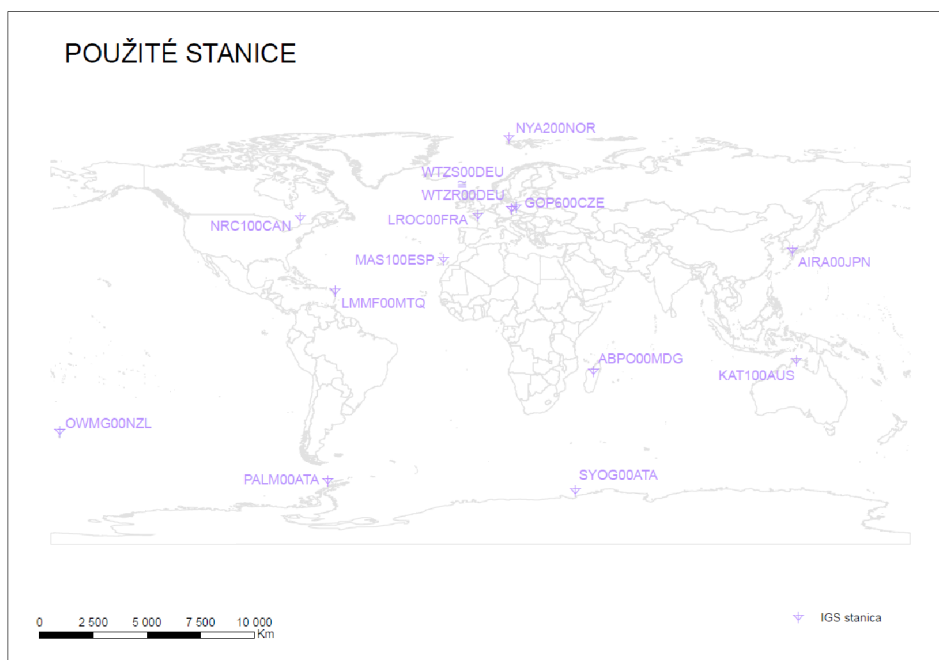 POUŽITÉ STANICE
NYA200NOR
WTZS00DEU
WTZR00DEU
GOP600CZE
LROC00FRA
NRC100CAN
MAS100ESP
AIRA00JPN
LMMF00MTQ
ABPO00MDG
KAT100AUS
OWMG00NZL
PALM00ATA
SYOG00ATA
0 2 500 5 000 7 500 10 000
Km
IGS stanica